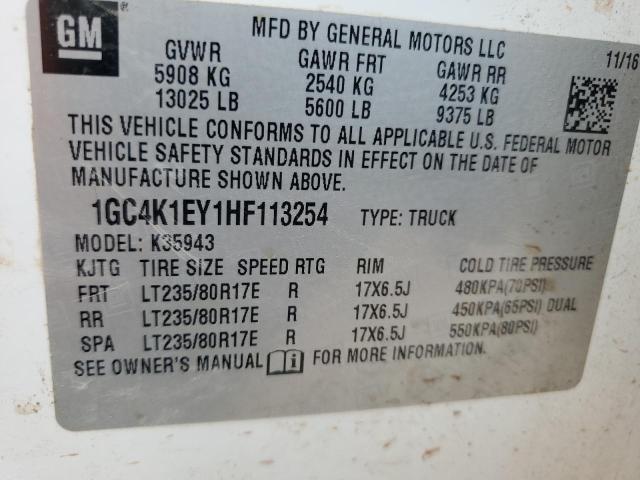 GM ®
MFD BY GENERAL MOTORS LLC
GVWR GAWR FRT GAWR RR 11/16
5908 KG 2540 KG 4253 KG
13025 LB 5600 LB 9375 LB
THIS VEHICLE CONFORMS TO ALL APPLICABLE U.S. FEDERAL MOTOR
VEHICLE SAFETY STANDARDS IN EFFECT ON THE DATE OF
MANUFACTURE SHOWN ABOVE.
1GC4K1EY1HF113254 TYPE: TRUCK
MODEL: K35943
KJTG TIRE SIZE SPEED RTG RIM COLD TIRE PRESSURE
FRT LT235/80R17E R 17X6.5J 480KPA(70PSI)
RR LT235/80R17E R 17X6.5J 450KPA(65PSI) DUAL
SPA LT235/80R17E R 17X6.5J 550KPA(80PSI)
SEE OWNER'S MANUAL FOR MORE INFORMATION.